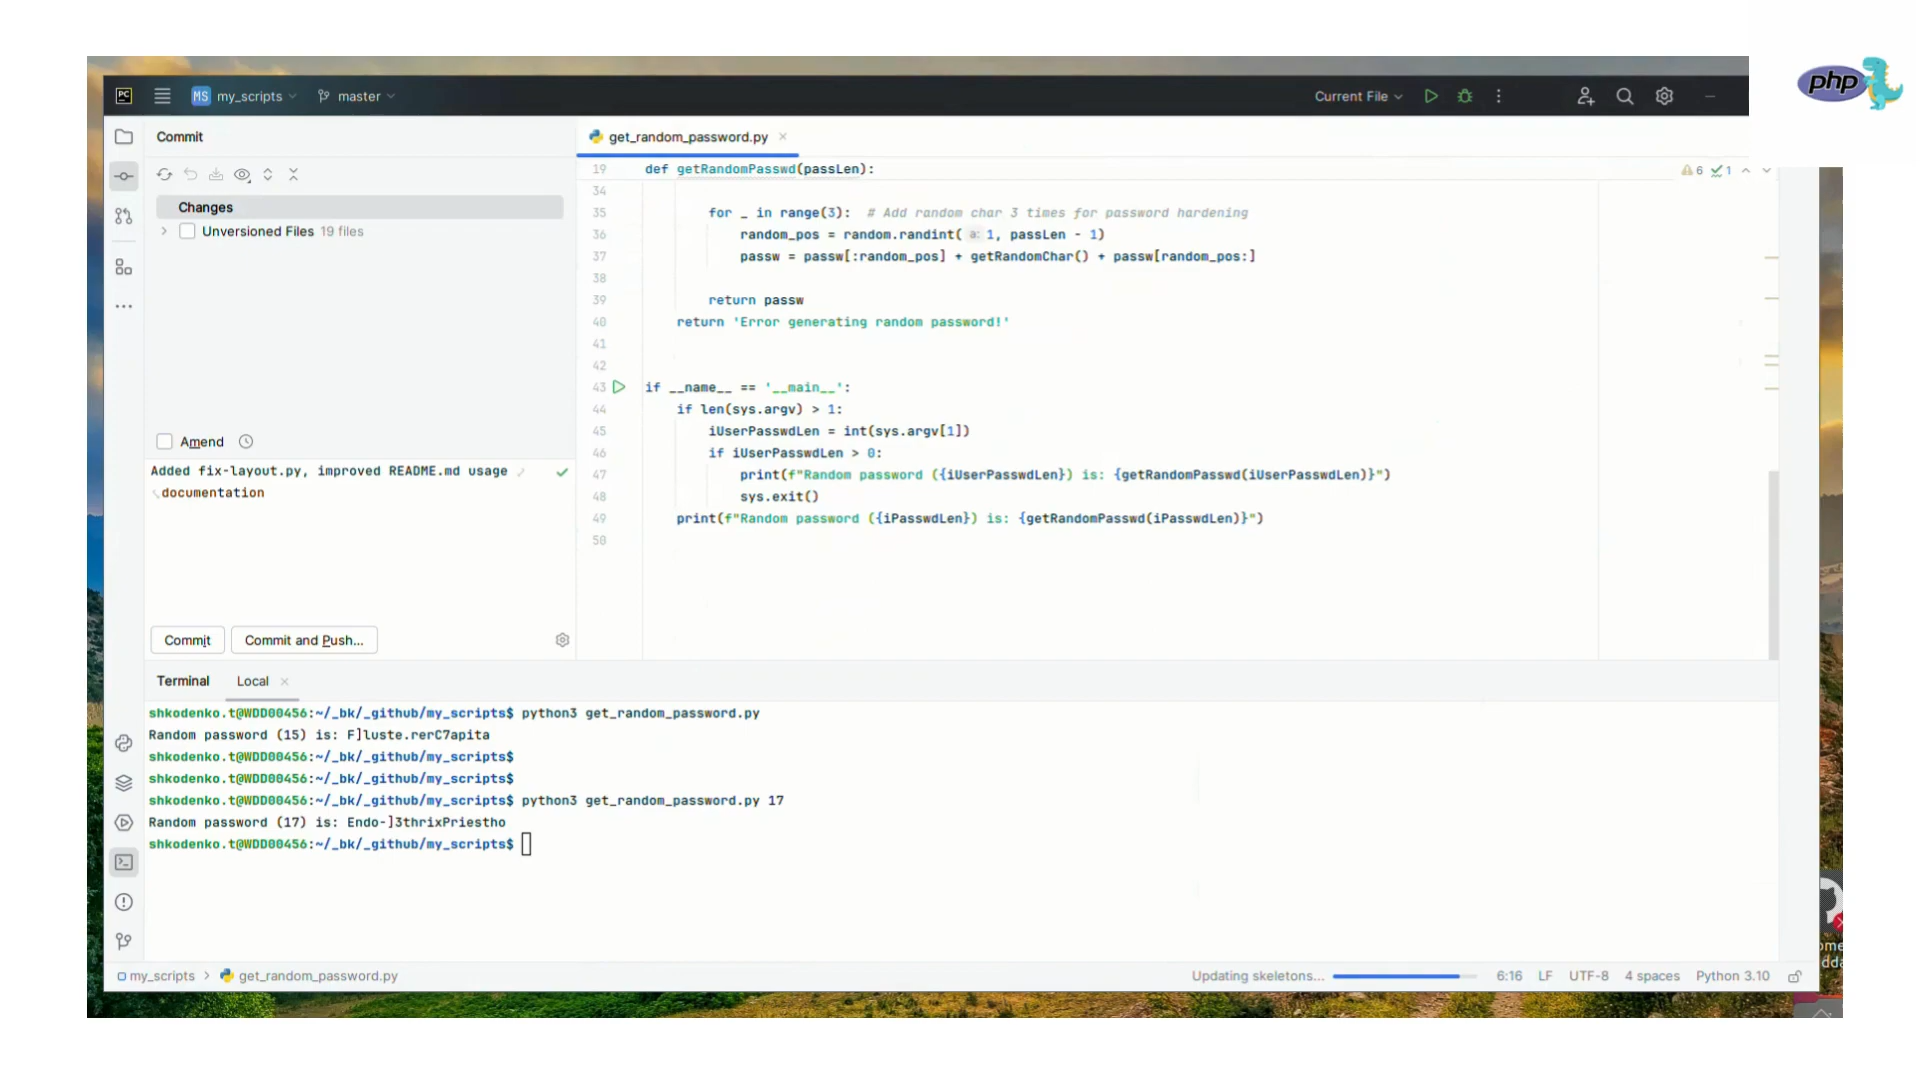 php
PC
MS my_scripts
master
Current File
Commit
get_random_password.py
Changes
Unversioned Files 19 files
Amend
Added fix-layout.py, improved README.md usage
documentation
Commit
Commit and Push...
6
1
19 def getRandomPasswd(passLen):
34
35 for _ in range(3): # Add random char 3 times for password hardening
36 random_pos = random.randint( a: 1, passLen - 1)
37 passw = passw[:random_pos] + getRandomChar() + passw[random_pos:]
38
39 return passw
40 return 'Error generating random password!'
41
42
43 if __name__ == '__main__':
44 if len(sys.argv) > 1:
45 iUserPasswdLen = int(sys.argv[1])
46 if iUserPasswdLen > 0:
47 print(f"Random password ({iUserPasswdLen}) is: {getRandomPasswd(iUserPasswdLen)}")
48 sys.exit()
49 print(f"Random password ({iPasswdLen}) is: {getRandomPasswd(iPasswdLen)}")
50
Terminal
Local
shkodenko.t@WDD00456:~/_bk/_github/my_scripts$ python3 get_random_password.py
Random password (15) is: F]luste.rerC7apita
shkodenko.t@WDD00456:~/_bk/_github/my_scripts$
shkodenko.t@WDD00456:~/_bk/_github/my_scripts$
shkodenko.t@WDD00456:~/_bk/_github/my_scripts$ python3 get_random_password.py 17
Random password (17) is: Endo-]3thrixPriestho
shkodenko.t@WDD00456:~/_bk/_github/my_scripts$
my_scripts > get_random_password.py
Updating skeletons...
6:16
LF
UTF-8
4 spaces
Python 3.10